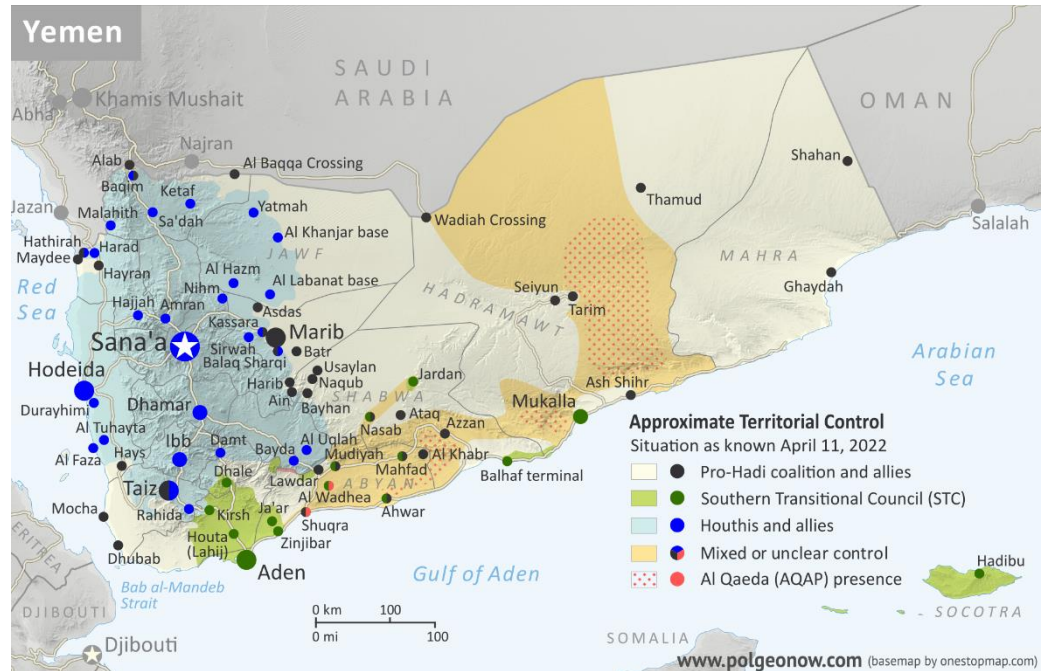 Yemen
SAUDI
ARABIA
OMAN
Khamis Mushait
Abha
Najran
Jazan
Salalah
Alab
Al Baqqa Crossing
Baqim
Ketaf
Yatmah
Malahith
Sa'dah
Wadiah Crossing
Thamud
Shahan
Al Khanjar base
Hathirah
Harad
Maydee
Hayran
JAWF
MAHRA
Red
Sea
Al Hazm
Al Labanat base
Nihm
Ghaydah
Hajjah
Amran
Asdas
Seiyun
Tarim
HADRAMAWT
Kassara
Marib
Sana'a
Sirwah
Batr
Balaq Sharqi
Arabian
Sea
Hodeida
Usaylan
Harib
Naqub
Jardan
Ain
Bayhan
SHABWA
Ash Shihr
Durayhimi
Dhamar
Mukalla
Ataq
Al Tuhayta
Nasab
Azzan
Ibb
Damt
Al Uqlah
Hays
Bayda
Mudiyah
Al Khabr
Al Faza
Dhale
Mahfad
Balhaf terminal
Lawdar
ABYAN
Taiz
Al Wadhea
Ahwar
Mocha
Rahida
Kirsh
Ja'ar
Shuqra
Houta
(Lahij)
Zinjibar
Dhubab
Aden
Gulf of Aden
Bab al-Mandeb
Strait
ERITREA
DJIBOUTI
Djibouti
0 km 100
0 mi 100
SOMALIA
Approximate Territorial Control
Situation as known April 11, 2022
Pro-Hadi coalition and allies
Southern Transitional Council (STC)
Houthis and allies
Mixed or unclear control
Al Qaeda (AQAP) presence
Hadibu
- SOCOTRA -
www.polgeonow.com (basemap by onestopmap.com)